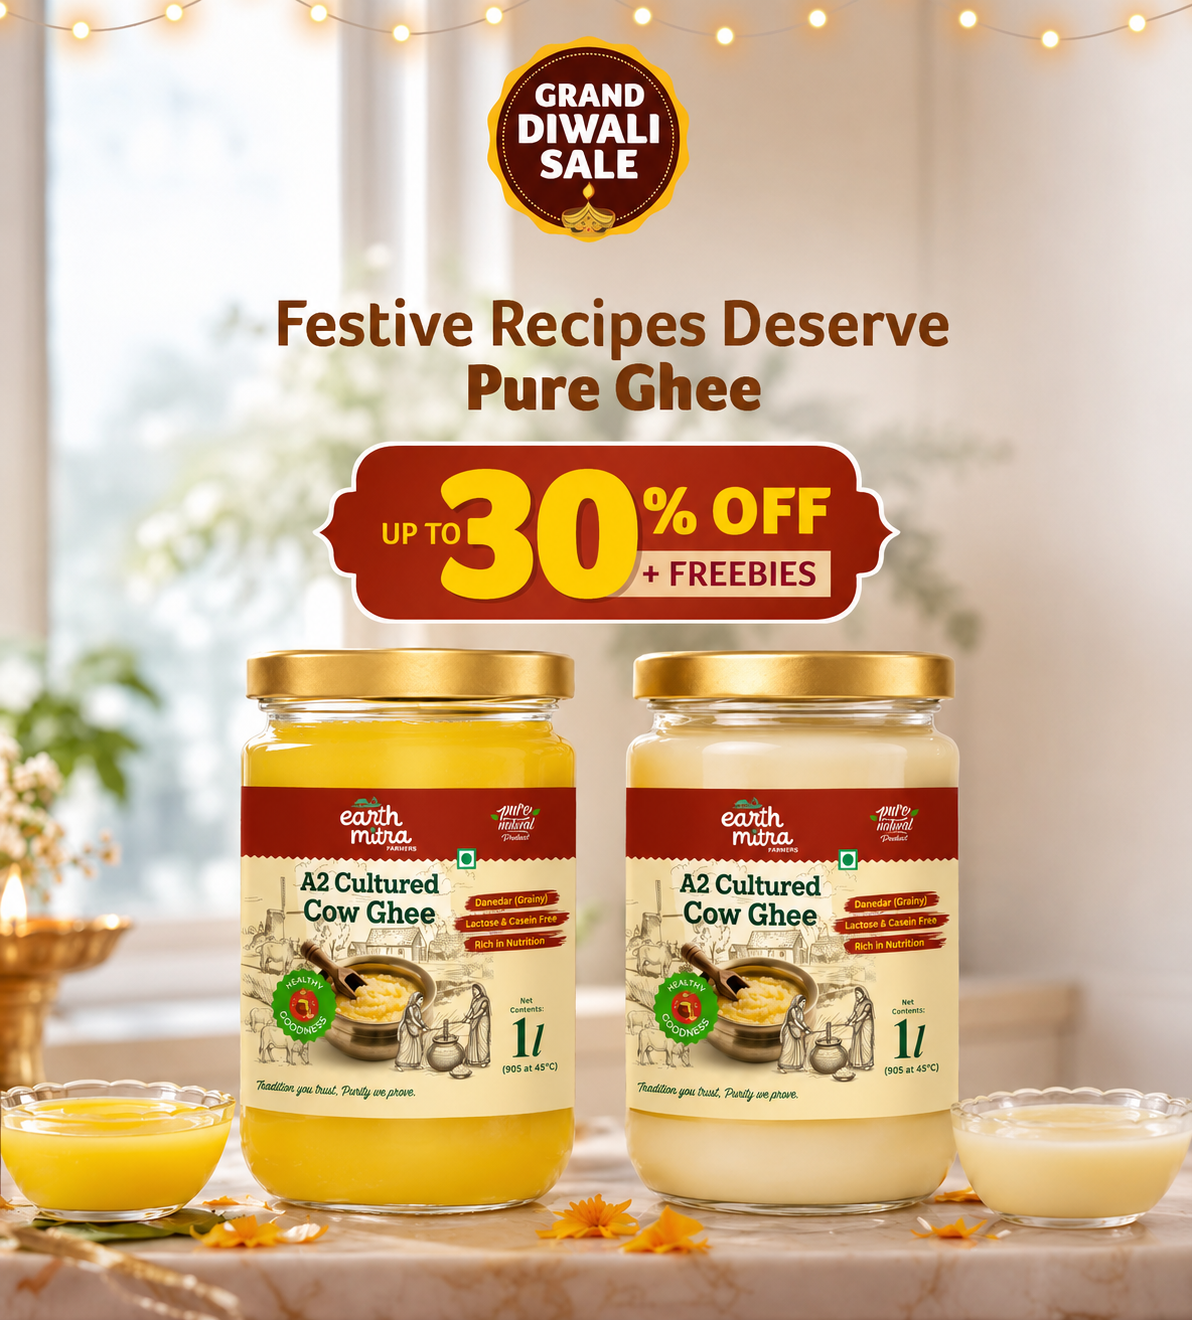 GRAND
DIWALI
SALE
Festive Recipes Deserve
Pure Ghee
UP TO 30% OFF
+ FREEBIES
earth
mitra
FARMERS
pure
natural
Product
A2 Cultured
Cow Ghee
Danedar (Grainy)
Lactose & Casein Free
Rich in Nutrition
HEALTHY
GOODNESS
Net
Contents:
1l
(905 at 45°C)
Tradition you trust, Purity we prove.
earth
mitra
FARMERS
pure
natural
Product
A2 Cultured
Cow Ghee
Danedar (Grainy)
Lactose & Casein Free
Rich in Nutrition
HEALTHY
GOODNESS
Net
Contents:
1l
(905 at 45°C)
Tradition you trust, Purity we prove.